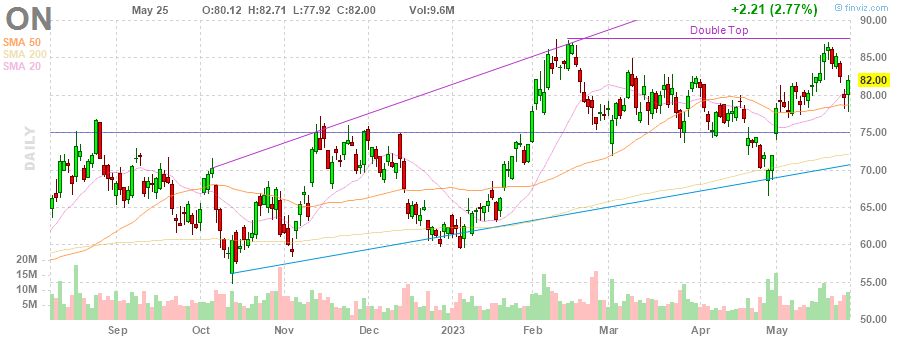 ON May 25 O:80.12 H:82.71 L:77.92 C:82.00 Vol:9.6M +2.21 (2.77%) finviz.com
SMA 50
SMA 200
SMA 20
Double Top
DAILY
90.00
85.00
82.00
80.00
75.00
70.00
65.00
60.00
55.00
50.00
20M
15M
10M
5M
Sep Oct Nov Dec 2023 Feb Mar Apr May